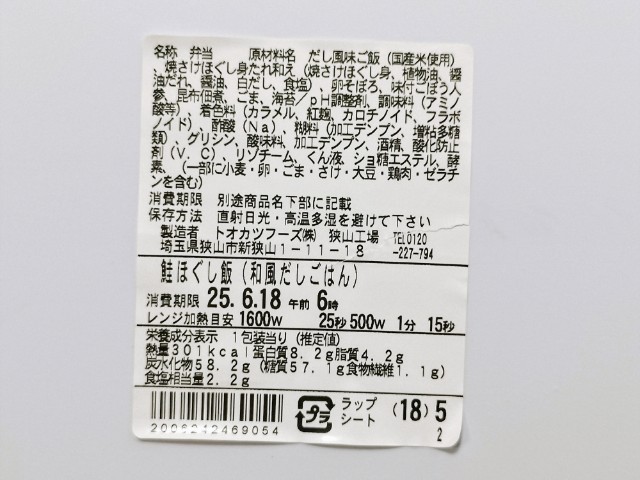 名称 弁当 原材料名 だし風味ご飯(国産米使用)
、焼さけほぐし身たれ和え(焼さけほぐし身、植物油、醤
油だれ、醤油、白だし、食塩)、卵そぼろ、味付ごぼう人
参、昆布佃煮、ごま、海苔/pH調整剤、調味料(アミノ
酸等)、着色料(カラメル、紅麹、カロチノイド、フラボ
ノイド)、酢酸(Na)、糊料(加工デンプン、増粘多糖
類)、グリシン、酸味料、加工デンプン、酒精、酸化防止
剤(V.C)、リゾチーム、くん液、ショ糖エステル、酵
素、(一部に小麦・卵・ごま・さけ・大豆・鶏肉・ゼラチ
ンを含む)
消費期限 別途商品名下部に記載
保存方法 直射日光・高温多湿を避けて下さい
製造者 トオカツフーズ㈱ 狭山工場 TEL0120
埼玉県狭山市新狭山1-11-18 -227-794
鮭ほぐし飯(和風だしごはん)
消費期限 25.6.18 午前 6時
レンジ加熱目安 1600w 25秒 500w 1分 15秒
栄養成分表示 1包装当り(推定値)
熱量301kcal蛋白質8.2g脂質4.2g
炭水化物58.2g(糖質57.1g食物繊維1.1g)
食塩相当量2.2g
プラ ラップ (18) 5
シート 2
2006242469054